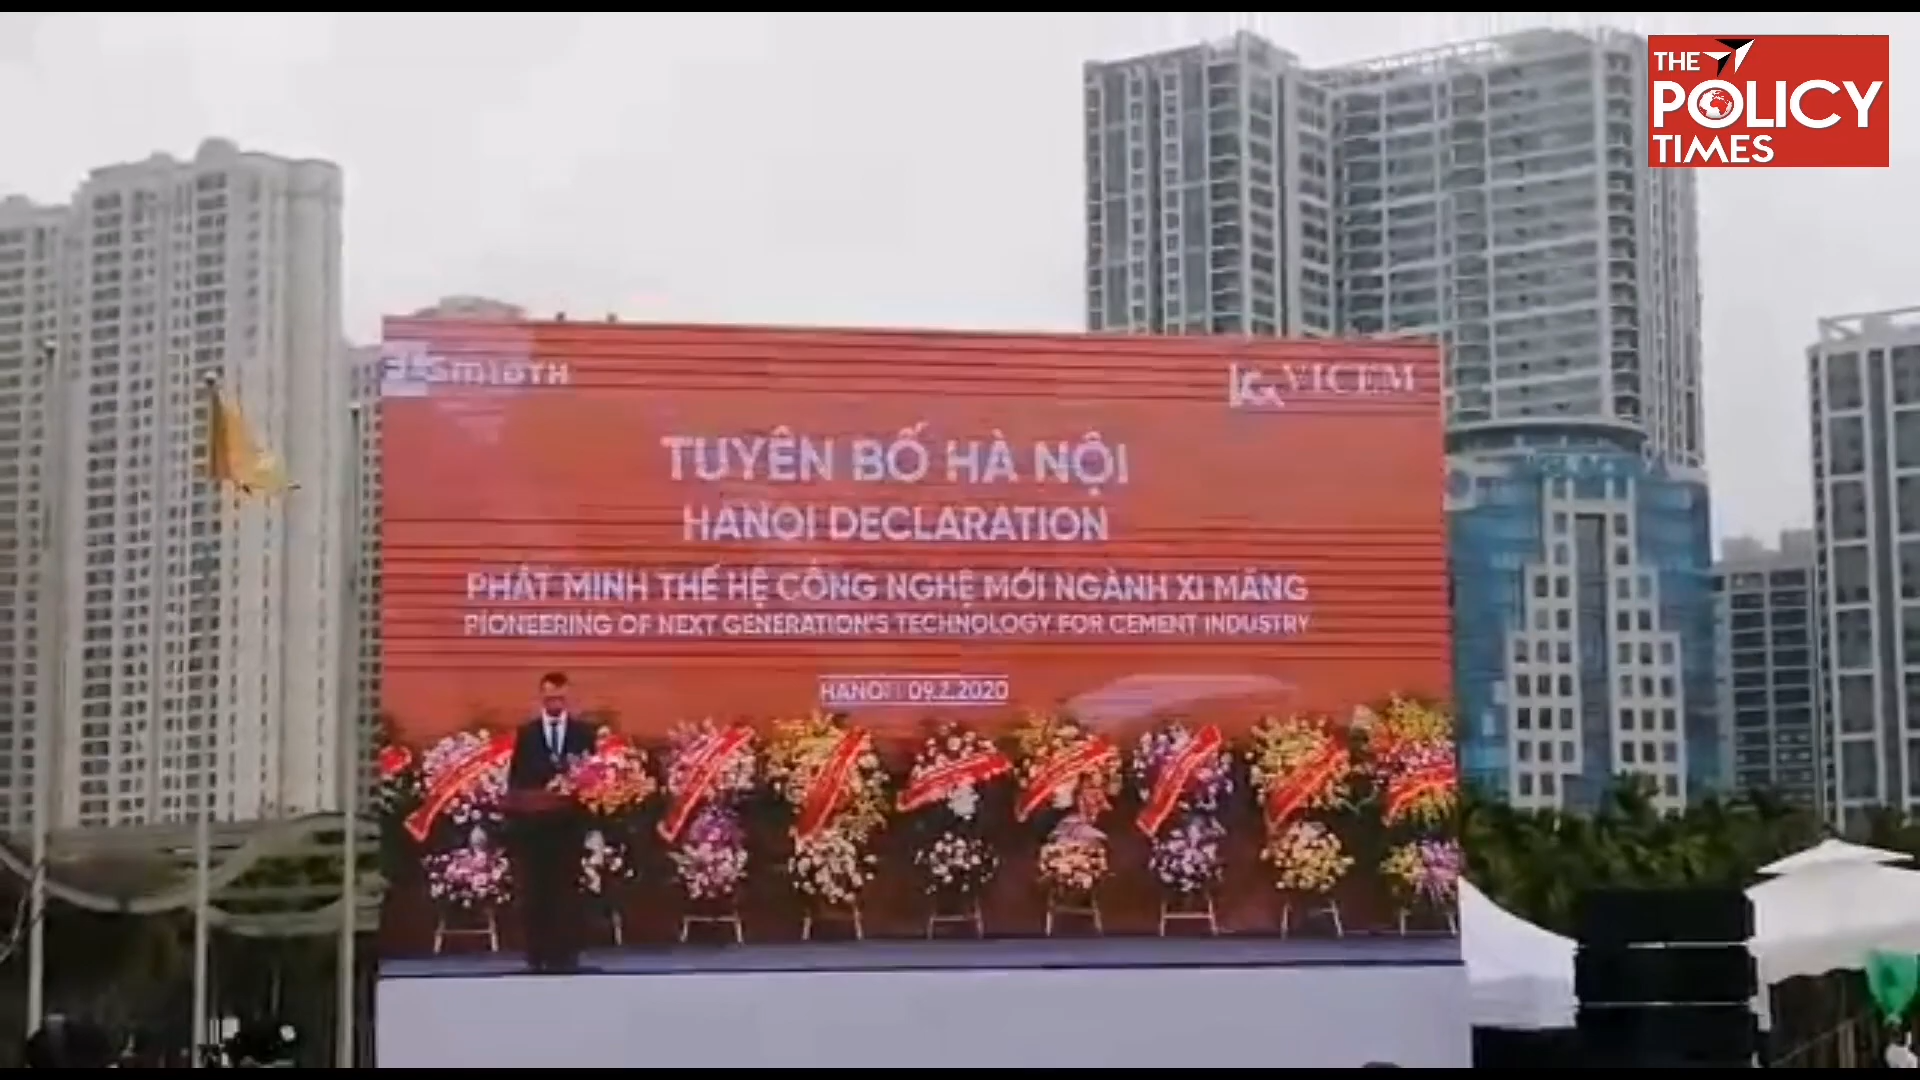 THE
POLICY
TIMES
FLSMIDTH
VICEM
TUYÊN BỐ HÀ NỘI
HANOI DECLARATION
PHÁT MINH THẾ HỆ CÔNG NGHỆ MỚI NGÀNH XI MĂNG
PIONEERING OF NEXT GENERATION'S TECHNOLOGY FOR CEMENT INDUSTRY
HANOI 09.2.2020